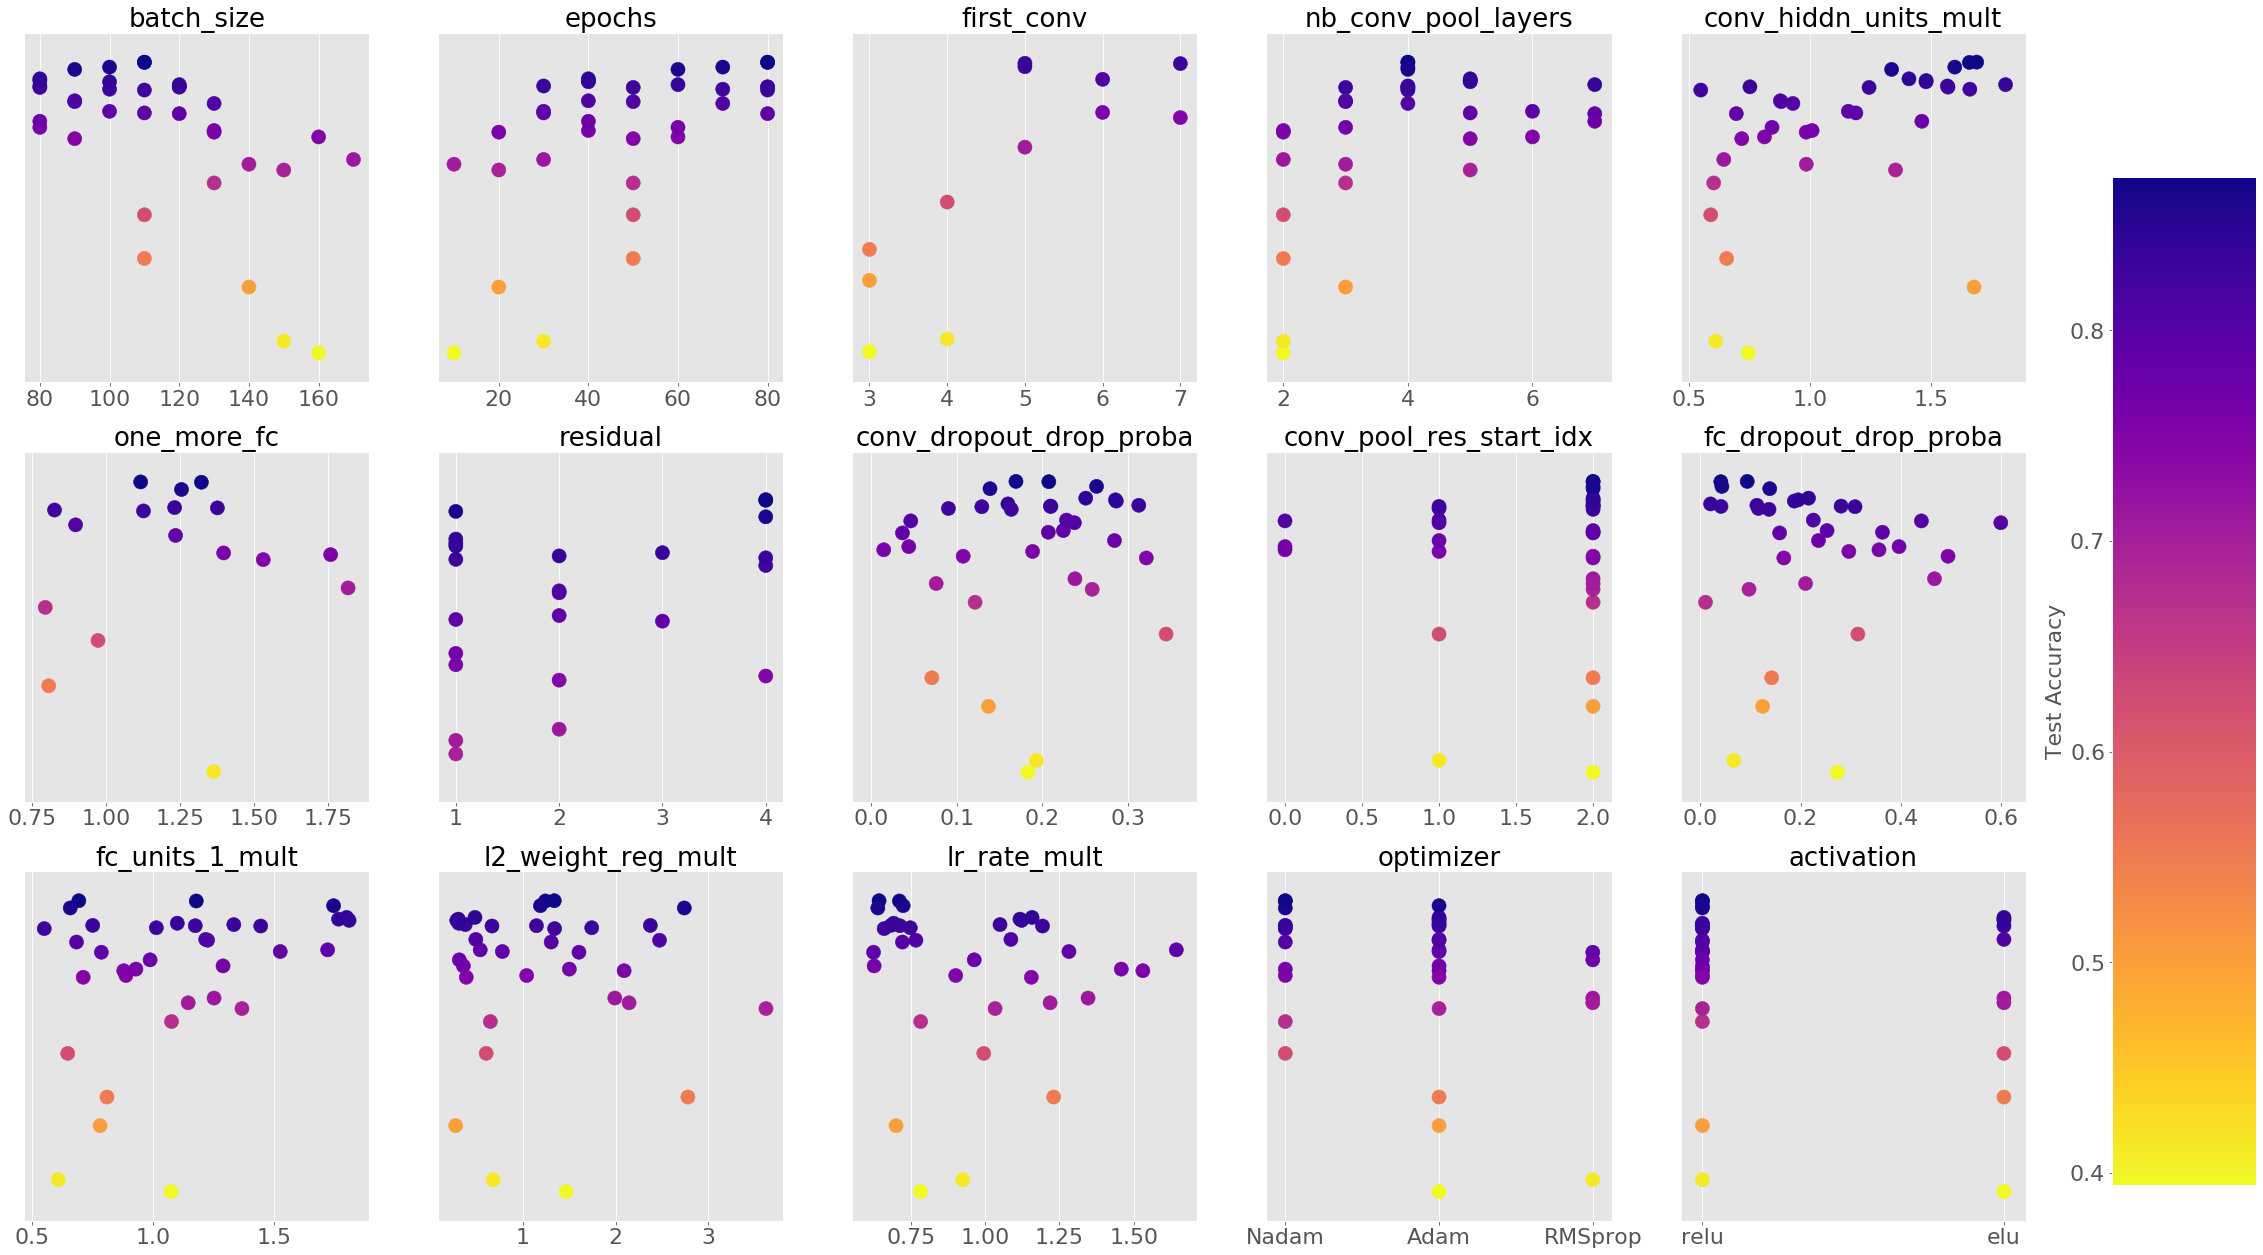 batch_size epochs first_conv nb_conv_pool_layers conv_hiddn_units_mult
80 100 120 140 160 20 40 60 80 3 4 5 6 7 2 4 6 0.5 1.0 1.5
one_more_fc residual conv_dropout_drop_proba conv_pool_res_start_idx fc_dropout_drop_proba
0.75 1.00 1.25 1.50 1.75 1 2 3 4 0.0 0.1 0.2 0.3 0.0 0.5 1.0 1.5 2.0 0.0 0.2 0.4 0.6
fc_units_1_mult l2_weight_reg_mult lr_rate_mult optimizer activation
0.5 1.0 1.5 1 2 3 0.75 1.00 1.25 1.50 Nadam Adam RMSprop relu elu
Test Accuracy
0.8
0.7
0.6
0.5
0.4